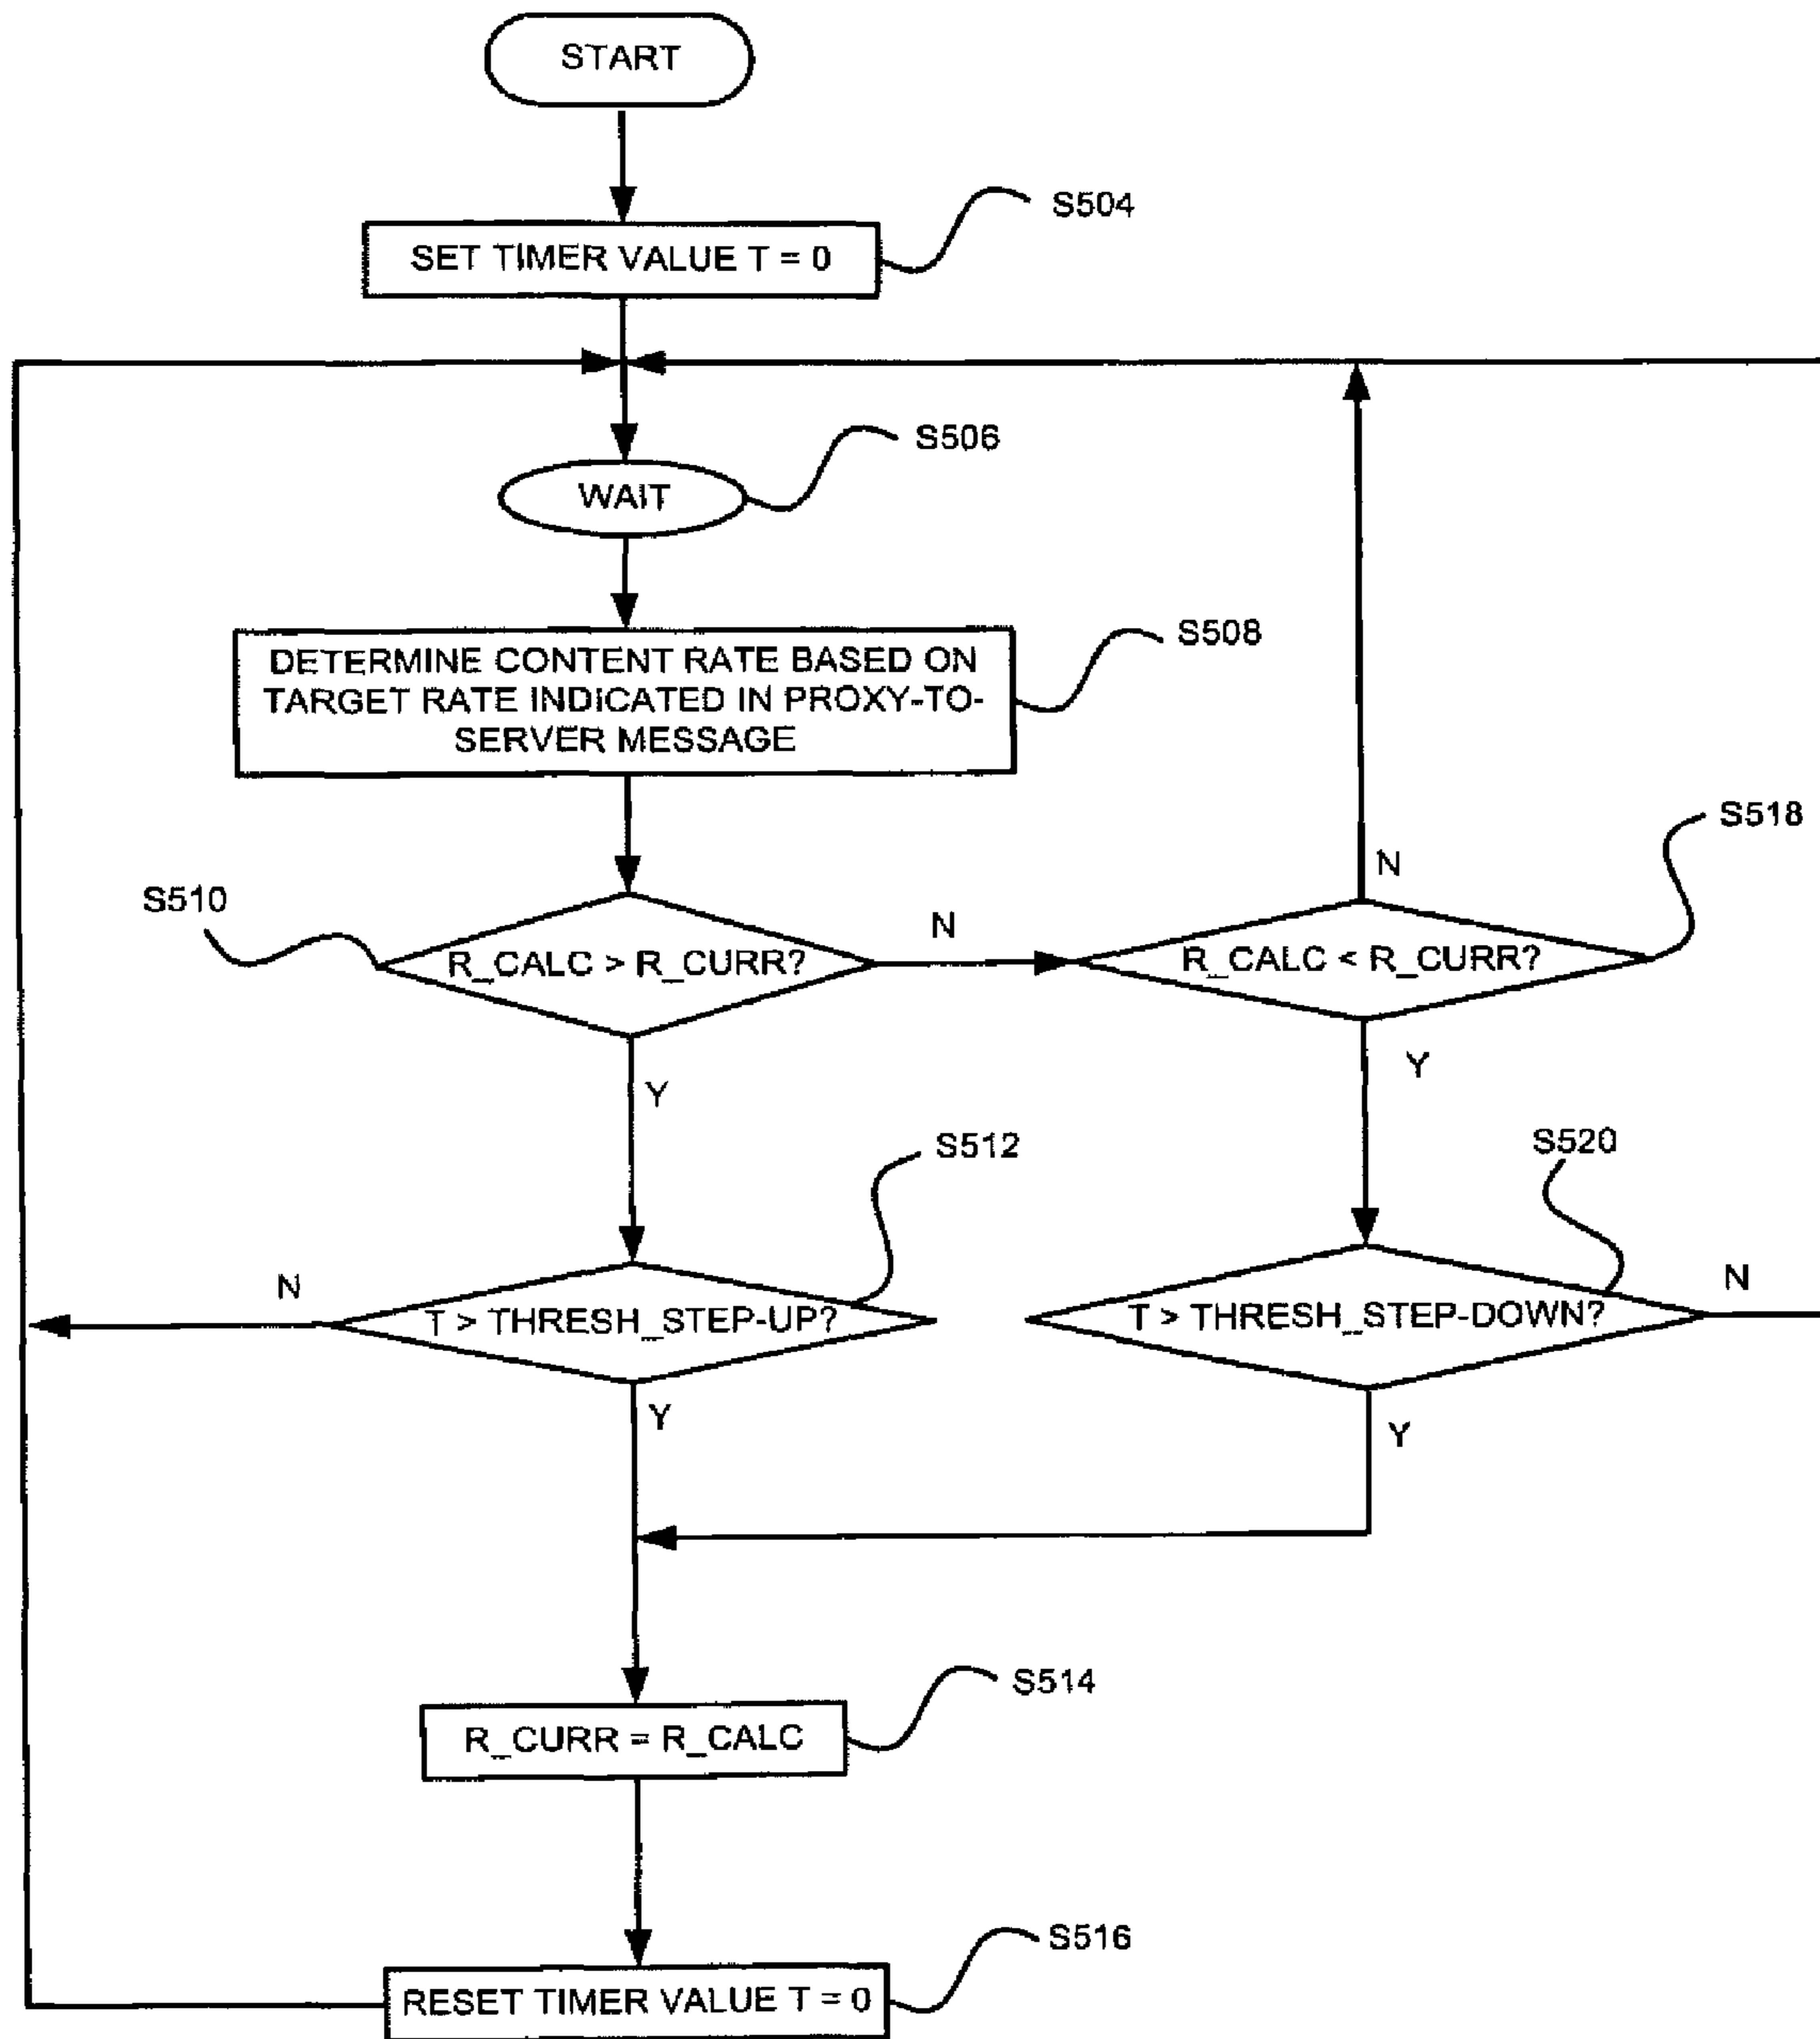 START
S504
SET TIMER VALUE T = 0
S506
WAIT
S508
DETERMINE CONTENT RATE BASED ON
TARGET RATE INDICATED IN PROXY-TO-
SERVER MESSAGE
S518
N
S510
N
R_CALC > R_CURR?
R_CALC < R_CURR?
Y
Y
S512
S520
N
N
T > THRESH_STEP-UP?
T > THRESH_STEP-DOWN?
Y
Y
S514
R_CURR = R_CALC
S516
RESET TIMER VALUE T = 0